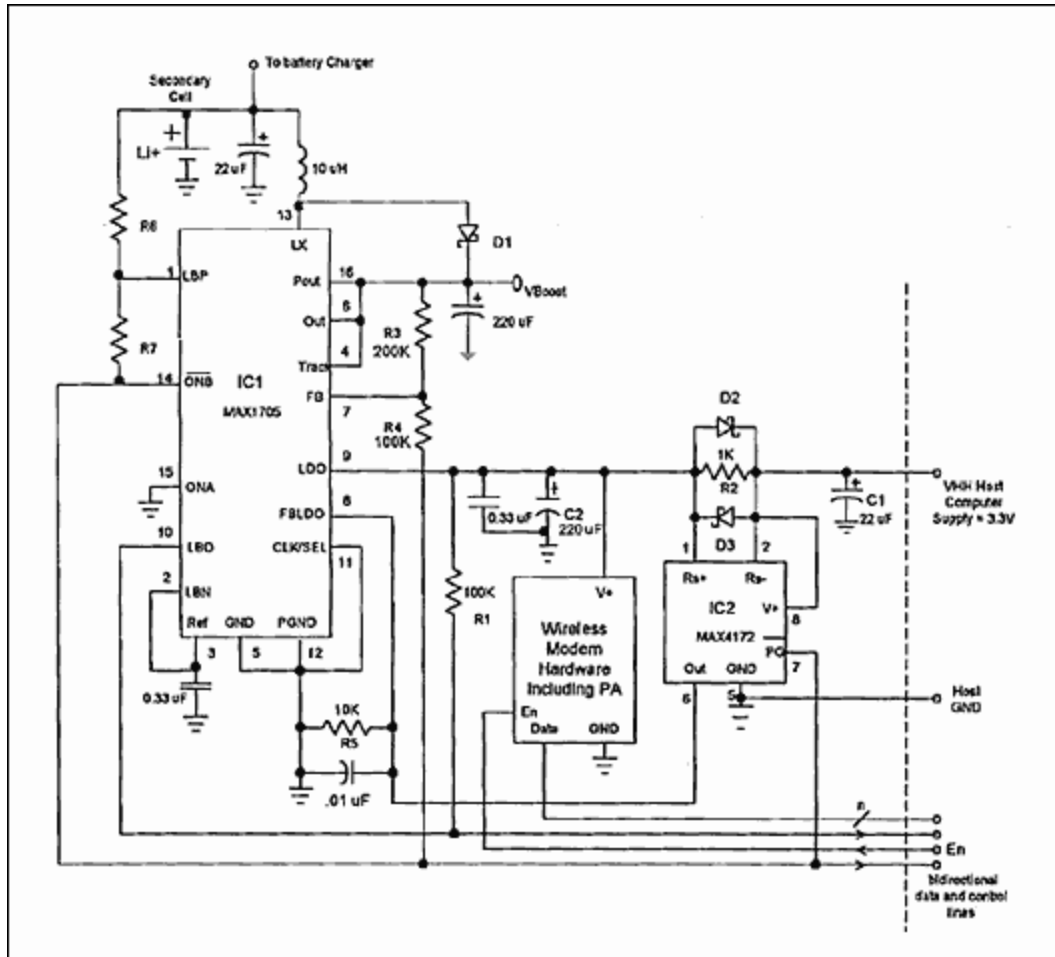 To battery Charger
Secondary
Cell
Li+
22 uF
10 uH
R6
13
LX
D1
1
LBP
Pout
16
VBoost
6
Out
220 uF
R3
200K
R7
4
Trac
14
ONB
IC1
MAX1705
FB
7
R4
100K
D2
LDO
9
1K
R2
VHH Host
Computer
Supply = 3.3V
15
ONA
8
FBLDO
0.33 uF
C2
220 uF
C1
22 uF
10
LBO
CLK/SEL
11
1
D3
2
2
LBN
100K
R1
V+
Rs+
Rs-
IC2
V+
8
MAX4172
Ref
GND
PGND
3
5
12
Wireless
Modem
Hardware
Including PA
PG
7
Out
GND
6
5
0.33 uF
En
Data
GND
Host
GND
10K
R5
.01 uF
n
En
bidirectional
data and control
lines